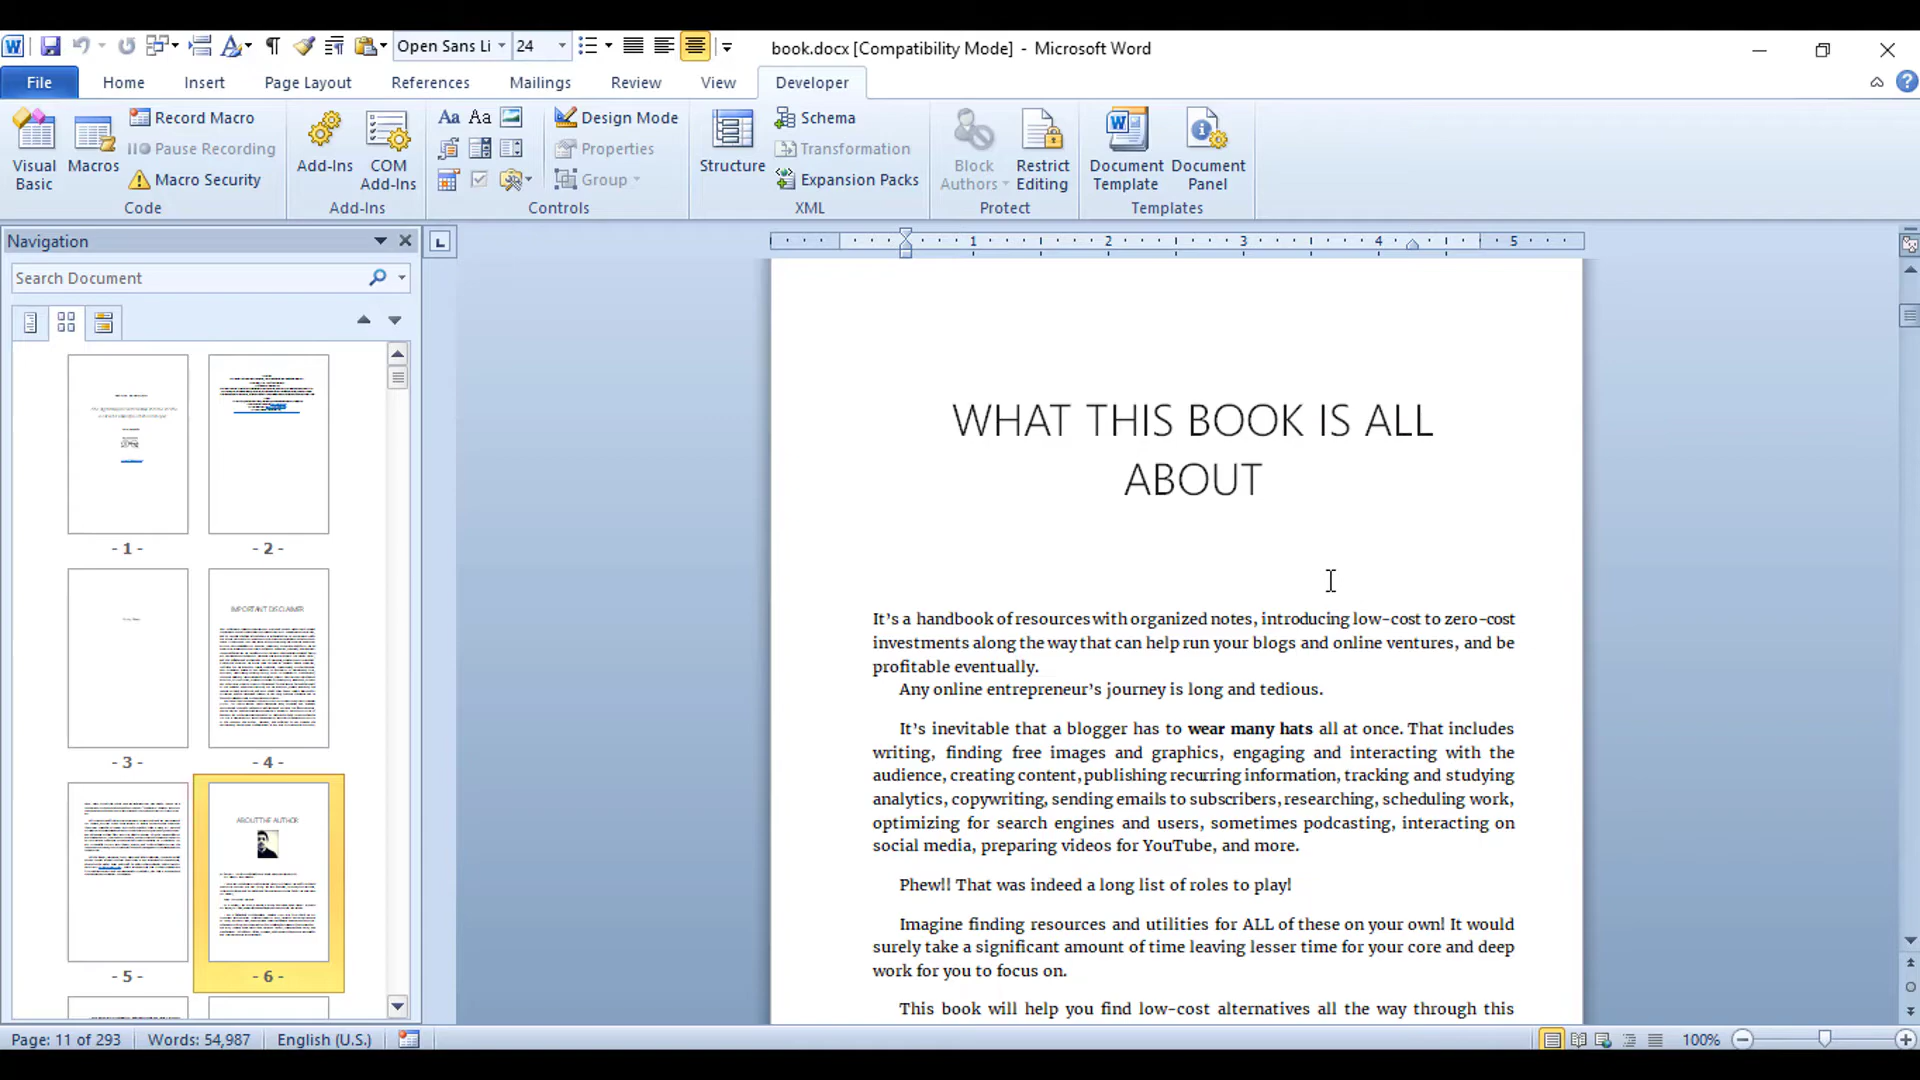 Open Sans Li 24
book.docx [Compatibility Mode] - Microsoft Word
File Home Insert Page Layout References Mailings Review View Developer
Visual Basic
Macros
Record Macro
Pause Recording
Macro Security
Code
Add-Ins
COM Add-Ins
Add-Ins
Aa Aa
Design Mode
Properties
Group
Controls
Structure
Schema
Transformation
Expansion Packs
XML
Block Authors
Restrict Editing
Protect
Document Template
Document Panel
Templates
Navigation
Search Document
- 1 -
- 2 -
- 3 -
IMPORTANT DISCLAIMER
- 4 -
- 5 -
ABOUT THE AUTHOR
- 6 -
1 2 3 4 5
WHAT THIS BOOK IS ALL
ABOUT
It’s a handbook of resources with organized notes, introducing low-cost to zero-cost
investments along the way that can help run your blogs and online ventures, and be
profitable eventually.
Any online entrepreneur’s journey is long and tedious.
It’s inevitable that a blogger has to wear many hats all at once. That includes
writing, finding free images and graphics, engaging and interacting with the
audience, creating content, publishing recurring information, tracking and studying
analytics, copywriting, sending emails to subscribers, researching, scheduling work,
optimizing for search engines and users, sometimes podcasting, interacting on
social media, preparing videos for YouTube, and more.
Phew!! That was indeed a long list of roles to play!
Imagine finding resources and utilities for ALL of these on your own! It would
surely take a significant amount of time leaving lesser time for your core and deep
work for you to focus on.
This book will help you find low-cost alternatives all the way through this
Page: 11 of 293 Words: 54,987 English (U.S.) 100%